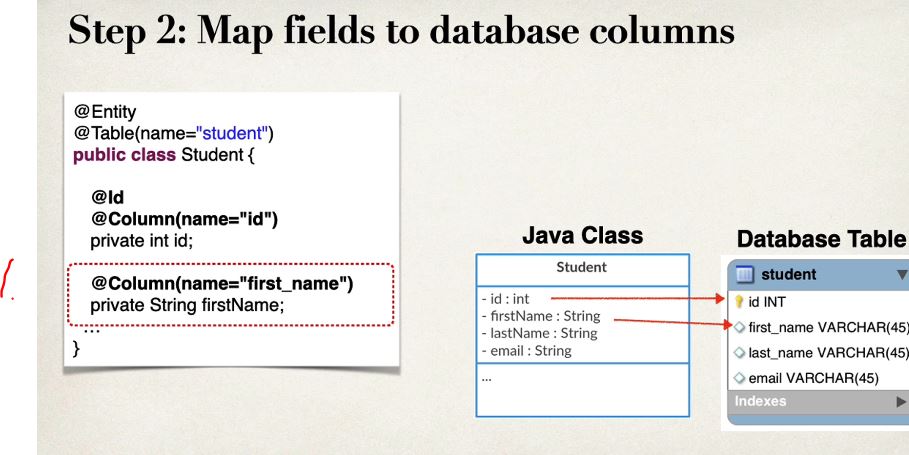 Step 2: Map fields to database columns
@Entity
@Table(name="student")
public class Student {
@Id
@Column(name="id")
private int id;
@Column(name="first_name")
private String firstName;
...
}
Java Class
Student
- id : int
- firstName : String
- lastName : String
- email : String
...
Database Table
student
id INT
first_name VARCHAR(45)
last_name VARCHAR(45)
email VARCHAR(45)
Indexes